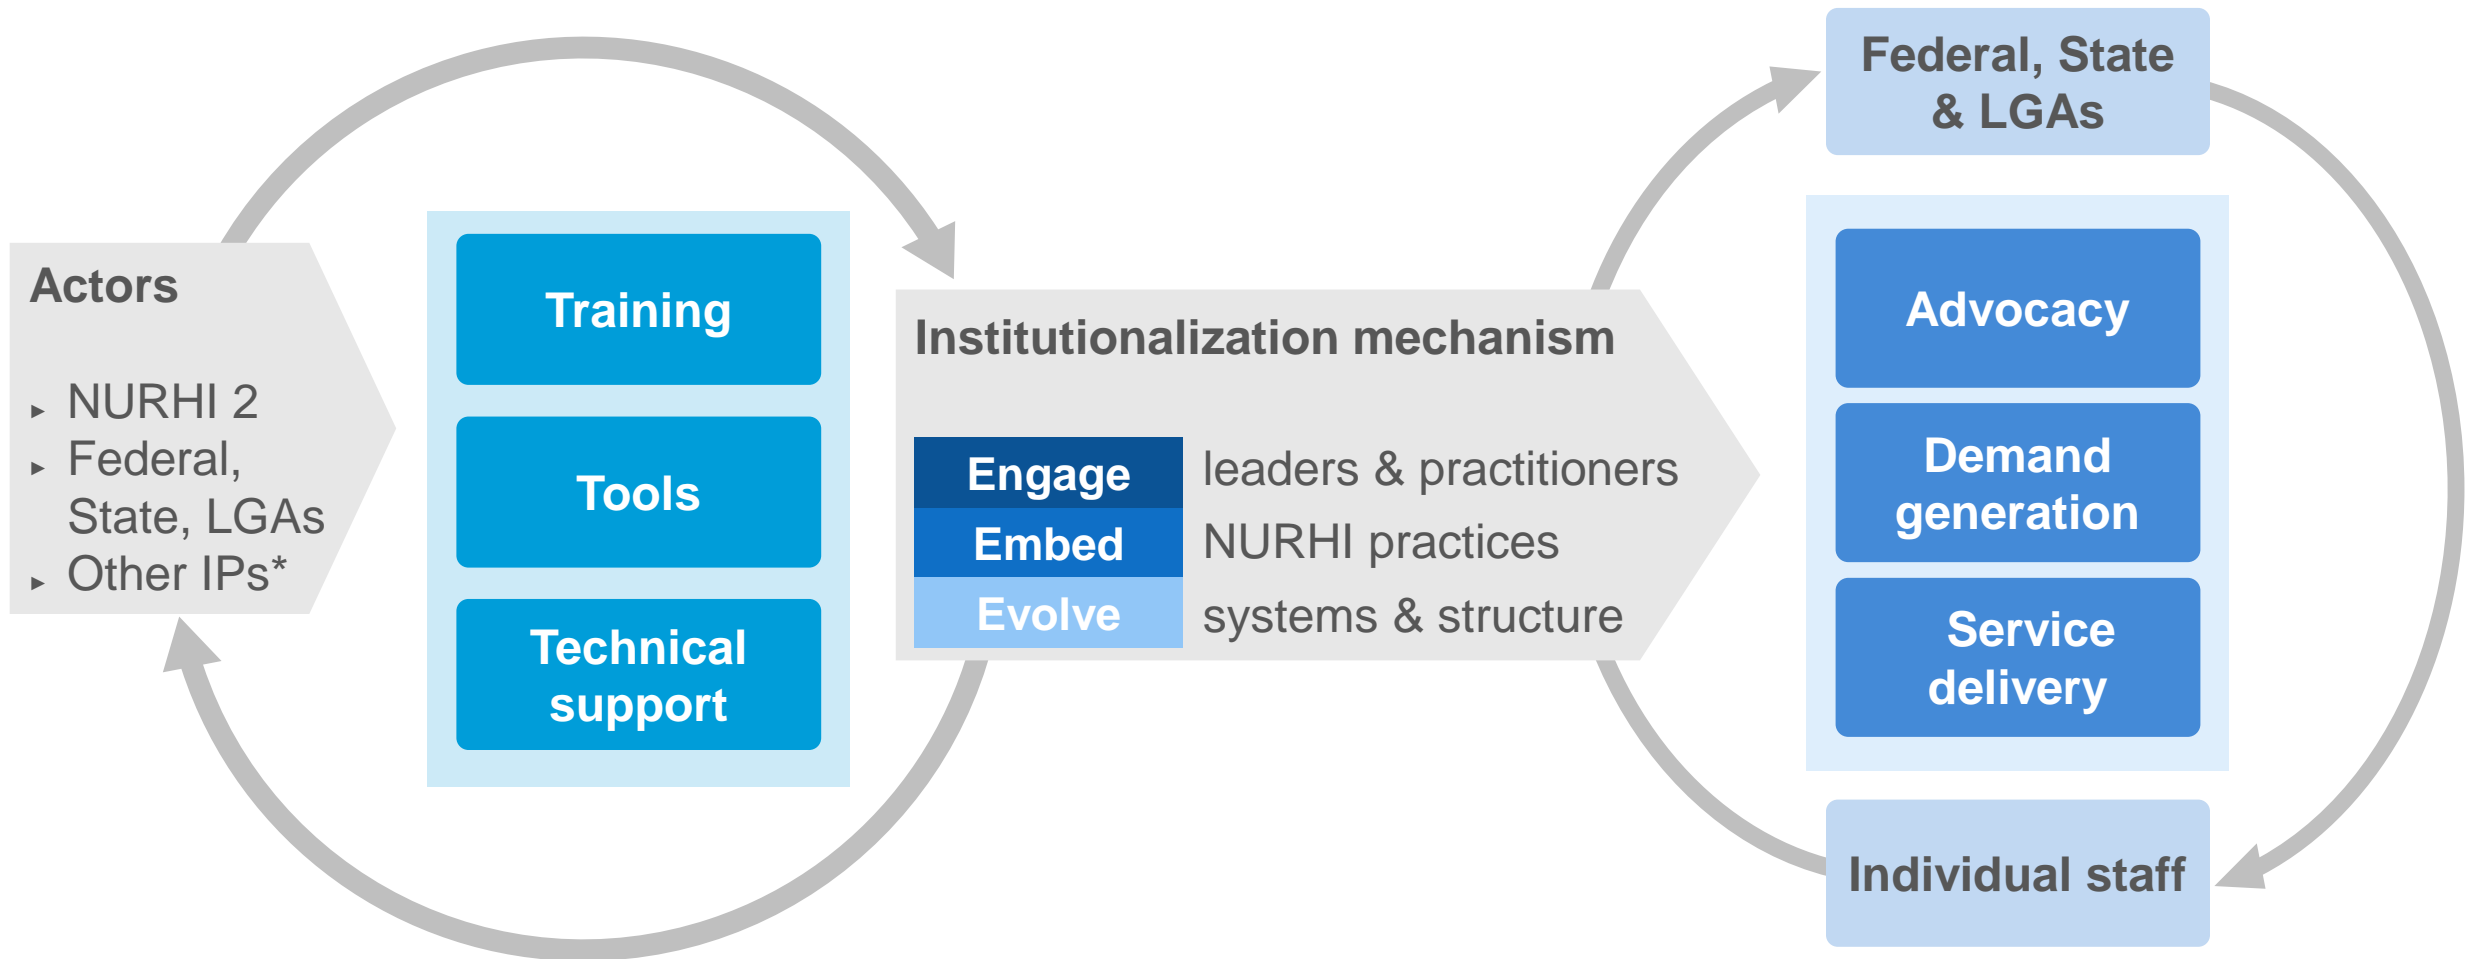 Actors
▸ NURHI 2
▸ Federal,
State, LGAs
▸ Other IPs*
Training
Tools
Technical
support
Institutionalization mechanism
Engage leaders & practitioners
Embed NURHI practices
Evolve systems & structure
Federal, State
& LGAs
Advocacy
Demand
generation
Service
delivery
Individual staff